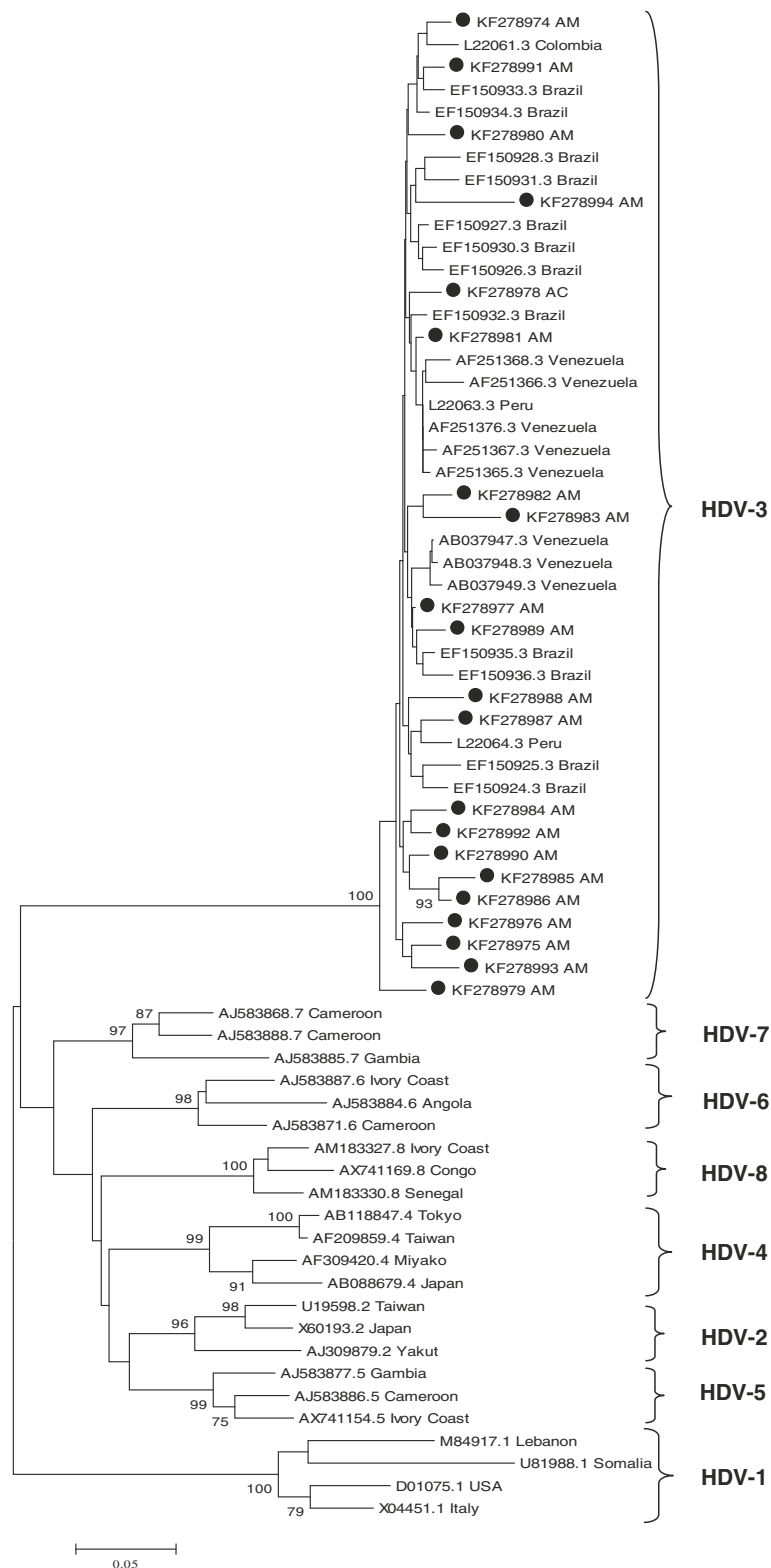 KF278974 AM
L22061.3 Colombia
KF278991 AM
EF150933.3 Brazil
EF150934.3 Brazil
KF278980 AM
EF150928.3 Brazil
EF150931.3 Brazil
KF278994 AM
EF150927.3 Brazil
EF150930.3 Brazil
EF150926.3 Brazil
KF278978 AC
EF150932.3 Brazil
KF278981 AM
AF251368.3 Venezuela
AF251366.3 Venezuela
L22063.3 Peru
AF251376.3 Venezuela
AF251367.3 Venezuela
AF251365.3 Venezuela
KF278982 AM
HDV-3
KF278983 AM
AB037947.3 Venezuela
AB037948.3 Venezuela
AB037949.3 Venezuela
KF278977 AM
KF278989 AM
EF150935.3 Brazil
EF150936.3 Brazil
KF278988 AM
KF278987 AM
L22064.3 Peru
EF150925.3 Brazil
EF150924.3 Brazil
KF278984 AM
KF278992 AM
KF278990 AM
KF278985 AM
100
93
KF278986 AM
KF278976 AM
KF278975 AM
KF278993 AM
KF278979 AM
87
AJ583868.7 Cameroon
97
AJ583888.7 Cameroon
HDV-7
AJ583885.7 Gambia
AJ583887.6 Ivory Coast
98
AJ583884.6 Angola
HDV-6
AJ583871.6 Cameroon
AM183327.8 Ivory Coast
100
AX741169.8 Congo
HDV-8
AM183330.8 Senegal
100
AB118847.4 Tokyo
99
AF209859.4 Taiwan
HDV-4
AF309420.4 Miyako
91
AB088679.4 Japan
98
U19598.2 Taiwan
96
X60193.2 Japan
HDV-2
AJ309879.2 Yakut
AJ583877.5 Gambia
99
AJ583886.5 Cameroon
HDV-5
75
AX741154.5 Ivory Coast
M84917.1 Lebanon
U81988.1 Somalia
HDV-1
100
D01075.1 USA
79
X04451.1 Italy
0.05